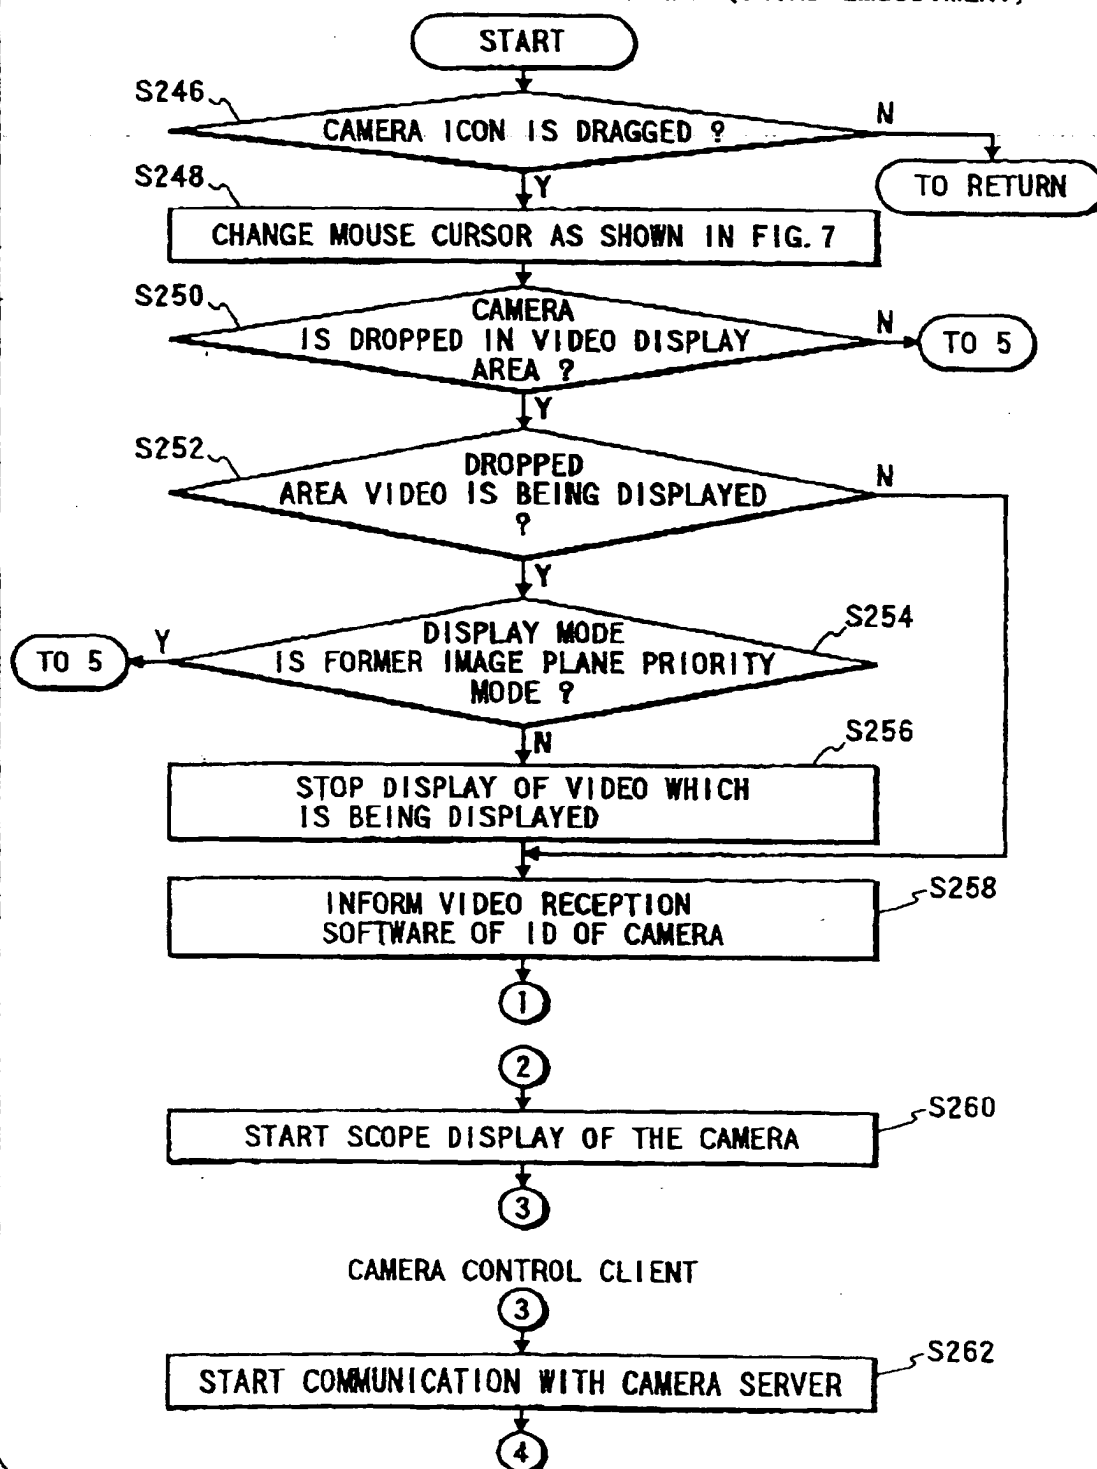 START
S246
CAMERA ICON IS DRAGGED ?
N
TO RETURN
Y
S248
CHANGE MOUSE CURSOR AS SHOWN IN FIG. 7
S250
CAMERA
IS DROPPED IN VIDEO DISPLAY
AREA ?
N
TO 5
Y
S252
DROPPED
AREA VIDEO IS BEING DISPLAYED
?
N
Y
S254
DISPLAY MODE
IS FORMER IMAGE PLANE PRIORITY
MODE ?
Y
TO 5
N
S256
STOP DISPLAY OF VIDEO WHICH
IS BEING DISPLAYED
S258
INFORM VIDEO RECEPTION
SOFTWARE OF ID OF CAMERA
1
2
S260
START SCOPE DISPLAY OF THE CAMERA
3
CAMERA CONTROL CLIENT
3
S262
START COMMUNICATION WITH CAMERA SERVER
4